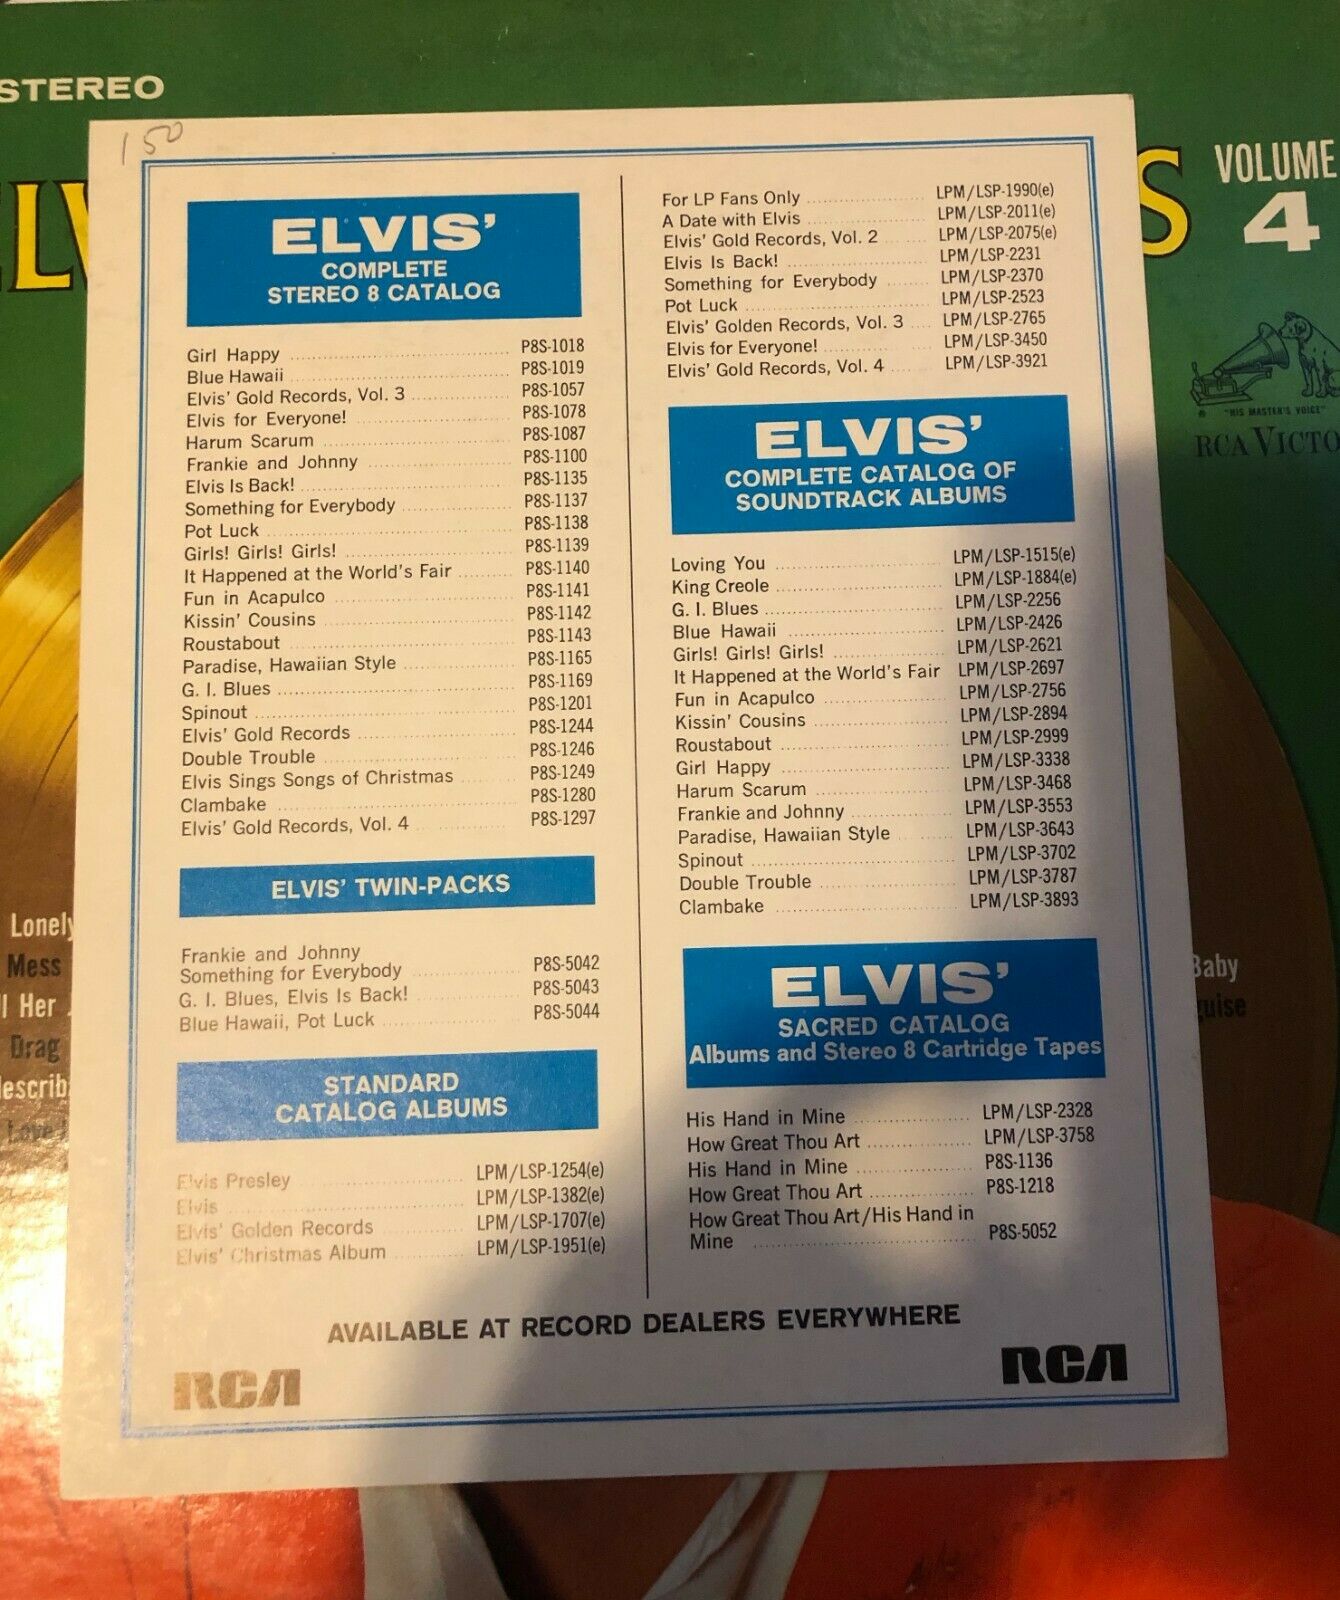 STEREO
VOLUME
4
S
"HIS MASTER'S VOICE"
RCA VICTO
150
ELVIS'
COMPLETE
STEREO 8 CATALOG
Girl Happy P8S-1018
Blue Hawaii P8S-1019
Elvis' Gold Records, Vol. 3 P8S-1057
Elvis for Everyone! P8S-1078
Harum Scarum P8S-1087
Frankie and Johnny P8S-1100
Elvis Is Back! P8S-1135
Something for Everybody P8S-1137
Pot Luck P8S-1138
Girls! Girls! Girls! P8S-1139
It Happened at the World's Fair P8S-1140
Fun in Acapulco P8S-1141
Kissin' Cousins P8S-1142
Roustabout P8S-1143
Paradise, Hawaiian Style P8S-1165
G. I. Blues P8S-1169
Spinout P8S-1201
Elvis' Gold Records P8S-1244
Double Trouble P8S-1246
Elvis Sings Songs of Christmas P8S-1249
Clambake P8S-1280
Elvis' Gold Records, Vol. 4 P8S-1297
ELVIS' TWIN-PACKS
Frankie and Johnny
Something for Everybody P8S-5042
G. I. Blues, Elvis Is Back! P8S-5043
Blue Hawaii, Pot Luck P8S-5044
STANDARD
CATALOG ALBUMS
Elvis Presley LPM/LSP-1254(e)
Elvis LPM/LSP-1382(e)
Elvis' Golden Records LPM/LSP-1707(e)
Elvis' Christmas Album LPM/LSP-1951(e)
For LP Fans Only LPM/LSP-1990(e)
A Date with Elvis LPM/LSP-2011(e)
Elvis' Gold Records, Vol. 2 LPM/LSP-2075(e)
Elvis Is Back! LPM/LSP-2231
Something for Everybody LPM/LSP-2370
Pot Luck LPM/LSP-2523
Elvis' Golden Records, Vol. 3 LPM/LSP-2765
Elvis for Everyone! LPM/LSP-3450
Elvis' Gold Records, Vol. 4 LPM/LSP-3921
ELVIS'
COMPLETE CATALOG OF
SOUNDTRACK ALBUMS
Loving You LPM/LSP-1515(e)
King Creole LPM/LSP-1884(e)
G. I. Blues LPM/LSP-2256
Blue Hawaii LPM/LSP-2426
Girls! Girls! Girls! LPM/LSP-2621
It Happened at the World's Fair LPM/LSP-2697
Fun in Acapulco LPM/LSP-2756
Kissin' Cousins LPM/LSP-2894
Roustabout LPM/LSP-2999
Girl Happy LPM/LSP-3338
Harum Scarum LPM/LSP-3468
Frankie and Johnny LPM/LSP-3553
Paradise, Hawaiian Style LPM/LSP-3643
Spinout LPM/LSP-3702
Double Trouble LPM/LSP-3787
Clambake LPM/LSP-3893
ELVIS'
SACRED CATALOG
Albums and Stereo 8 Cartridge Tapes
His Hand in Mine LPM/LSP-2328
How Great Thou Art LPM/LSP-3758
His Hand in Mine P8S-1136
How Great Thou Art P8S-1218
How Great Thou Art/His Hand in
Mine P8S-5052
AVAILABLE AT RECORD DEALERS EVERYWHERE
RCA
RCA
Lonely
Mess
l Her
Drag
escrib
Love
Baby
guise